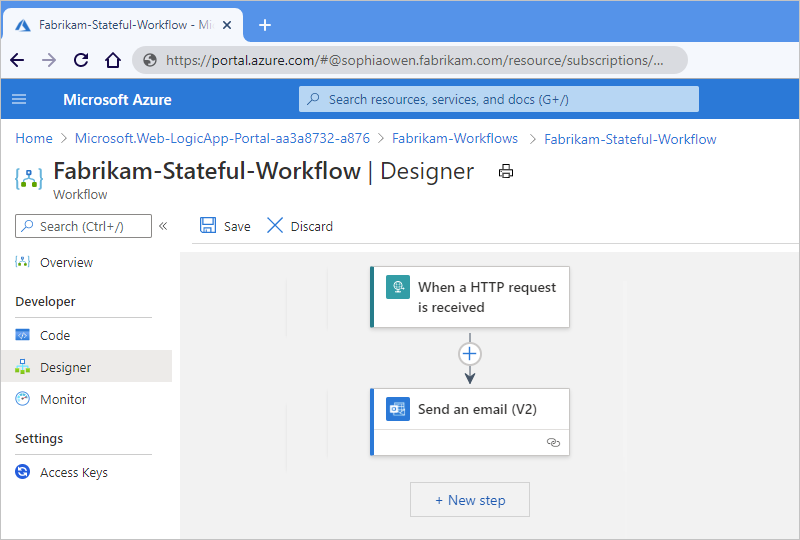 Fabrikam-Stateful-Workflow - Mi
https://portal.azure.com/#@sophiaowen.fabrikam.com/resource/subscriptions/...
Microsoft Azure
Search resources, services, and docs (G+/)
Home > Microsoft.Web-LogicApp-Portal-aa3a8732-a876 > Fabrikam-Workflows > Fabrikam-Stateful-Workflow
Fabrikam-Stateful-Workflow | Designer
Workflow
Search (Ctrl+/)
«
Save
Discard
Overview
Developer
Code
Designer
Monitor
Settings
Access Keys
When a HTTP request
is received
Send an email (V2)
+ New step